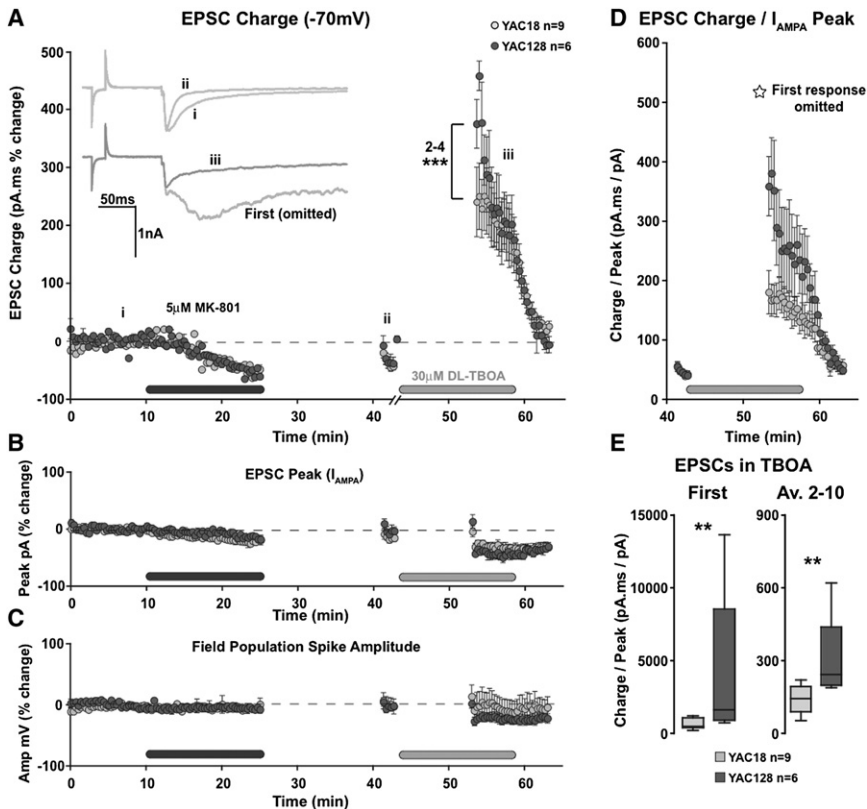 A
EPSC Charge (-70mV)
YAC18 n=9
YAC128 n=6
EPSC Charge (pA.ms % change)
500
400
300
200
100
0
-100
ii
i
iii
50ms
1nA
First (omitted)
2-4
***
iii
i
5μM MK-801
ii
30μM DL-TBOA
0
10
20
30
40
50
60
Time (min)
B
EPSC Peak (IAMPA)
Peak pA (% change)
100
0
-100
0
10
20
30
40
50
60
Time (min)
C
Field Population Spike Amplitude
Amp mV (% change)
100
0
-100
0
10
20
30
40
50
60
Time (min)
D
EPSC Charge / IAMPA Peak
☆ First response
omitted
Charge / Peak (pA.ms / pA)
600
500
400
300
200
100
0
40
50
60
Time (min)
E
EPSCs in TBOA
First
Av. 2-10
Charge / Peak (pA.ms / pA)
15000
10000
5000
0
**
900
600
300
0
**
YAC18 n=9
YAC128 n=6